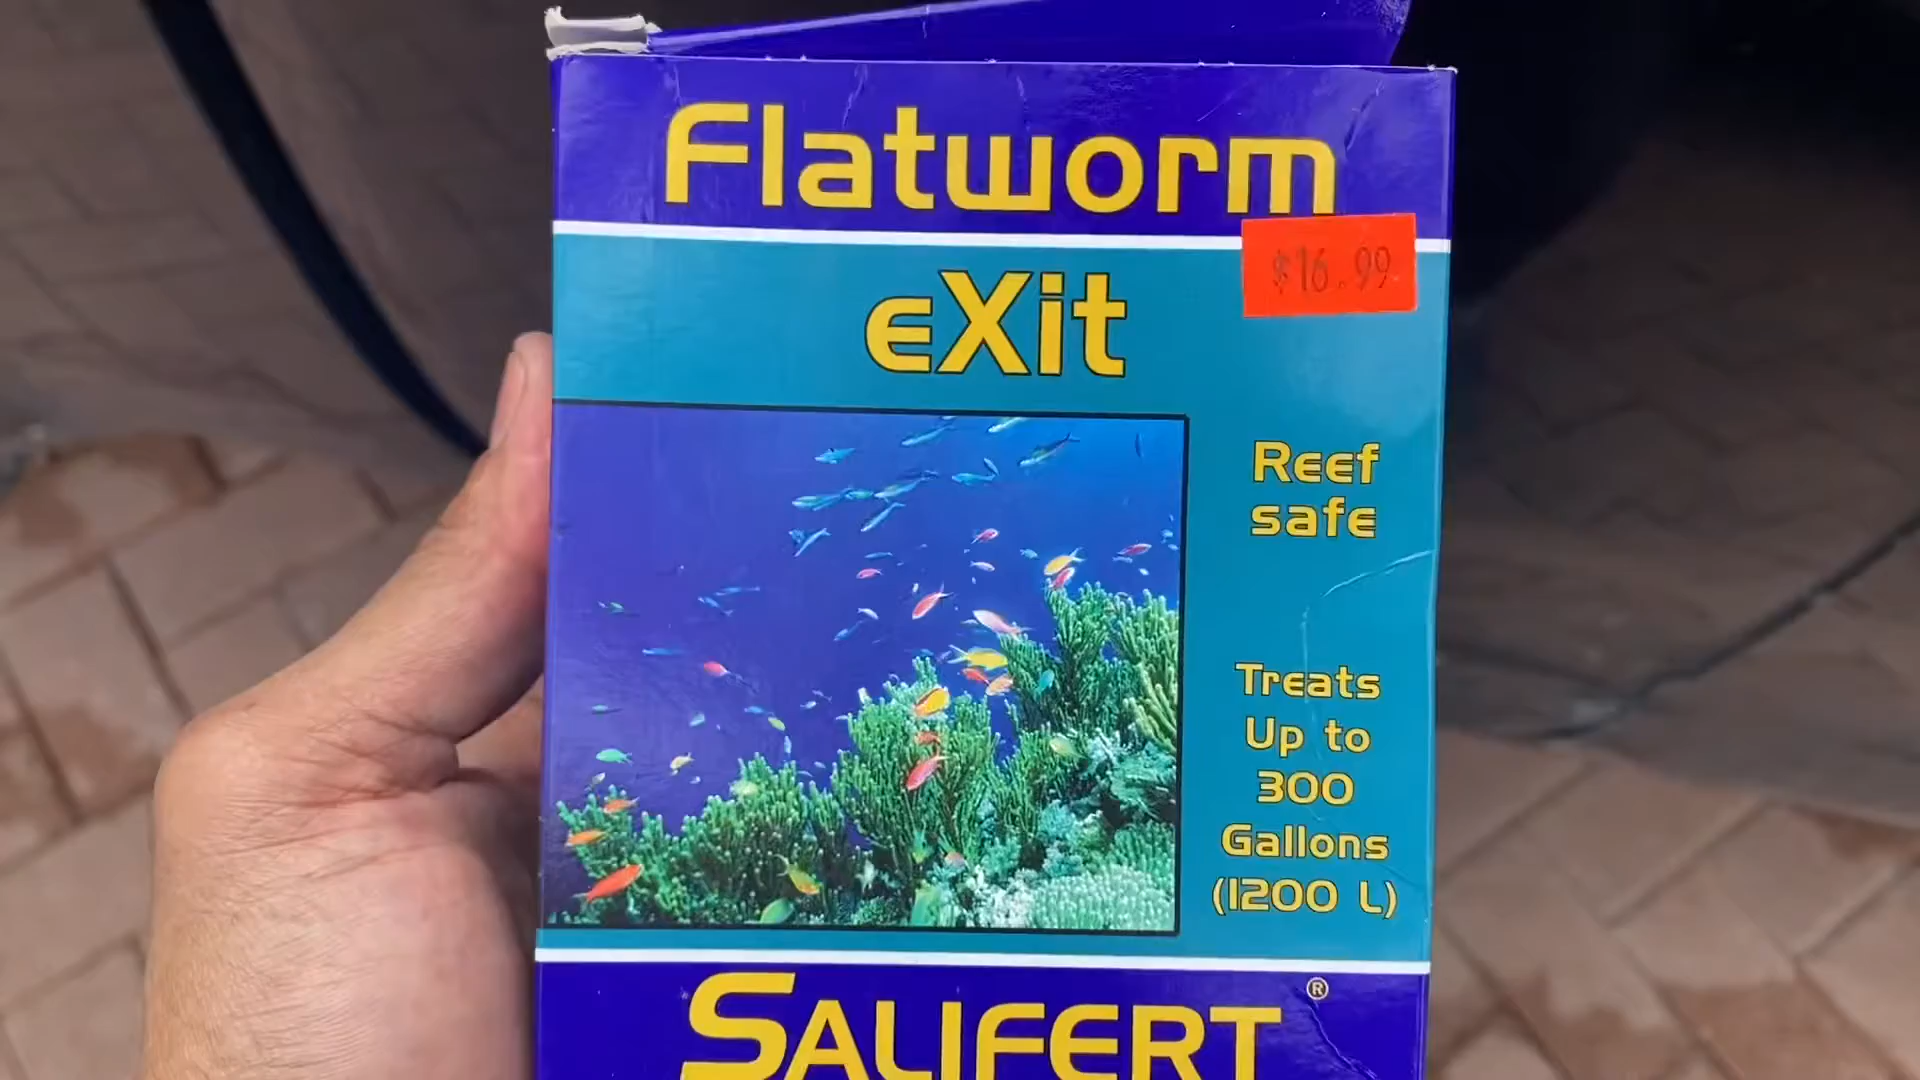 Flatworm
eXit
$16.99
Reef
safe
Treats
Up to
300
Gallons
(1200 L)
SALIFERT®